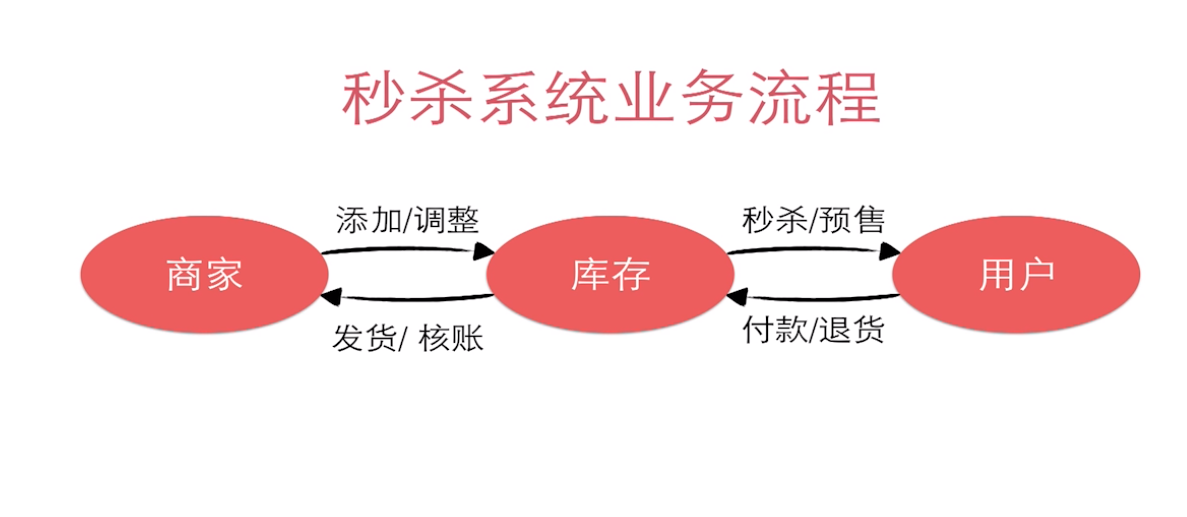 秒杀系统业务流程
添加/调整
秒杀/预售
商家
库存
用户
发货/ 核账
付款/退货